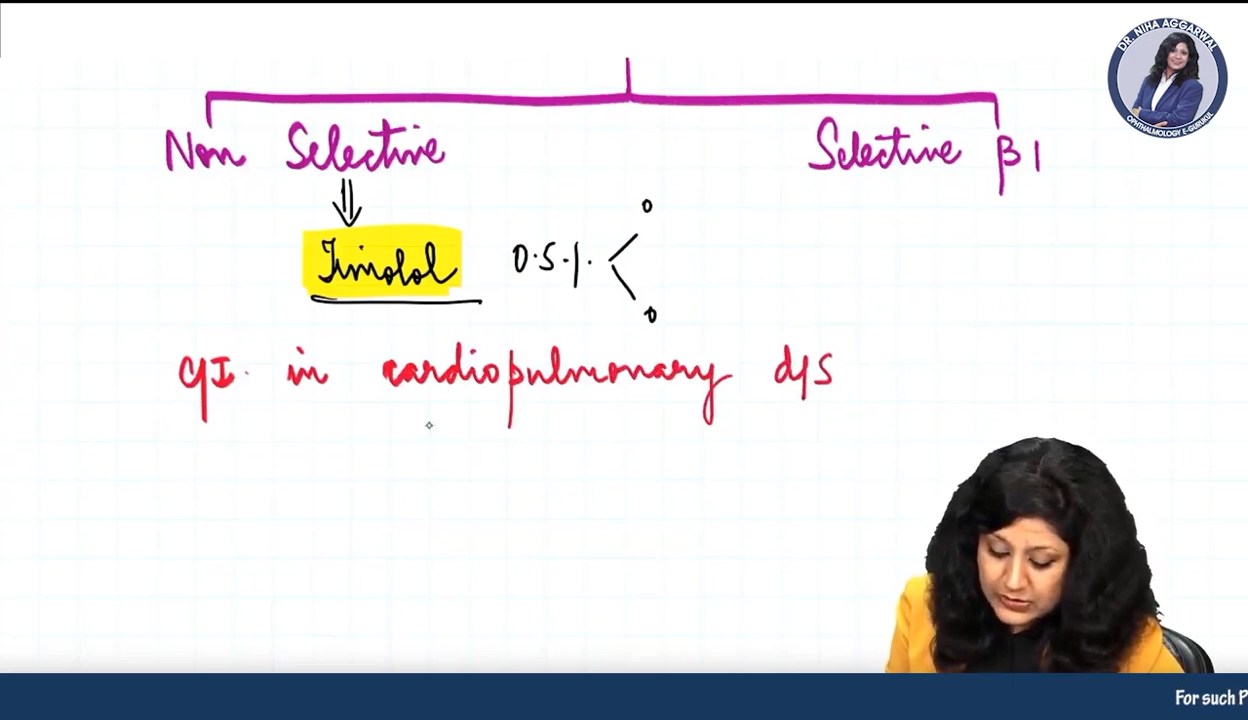 DR. NIHA AGGARWAL
OPHTHALMOLOGY E-GURUKUL
Non Selective
Selective β1
Timolol 0.5%
CI. in cardiopulmonary d/s
For such P